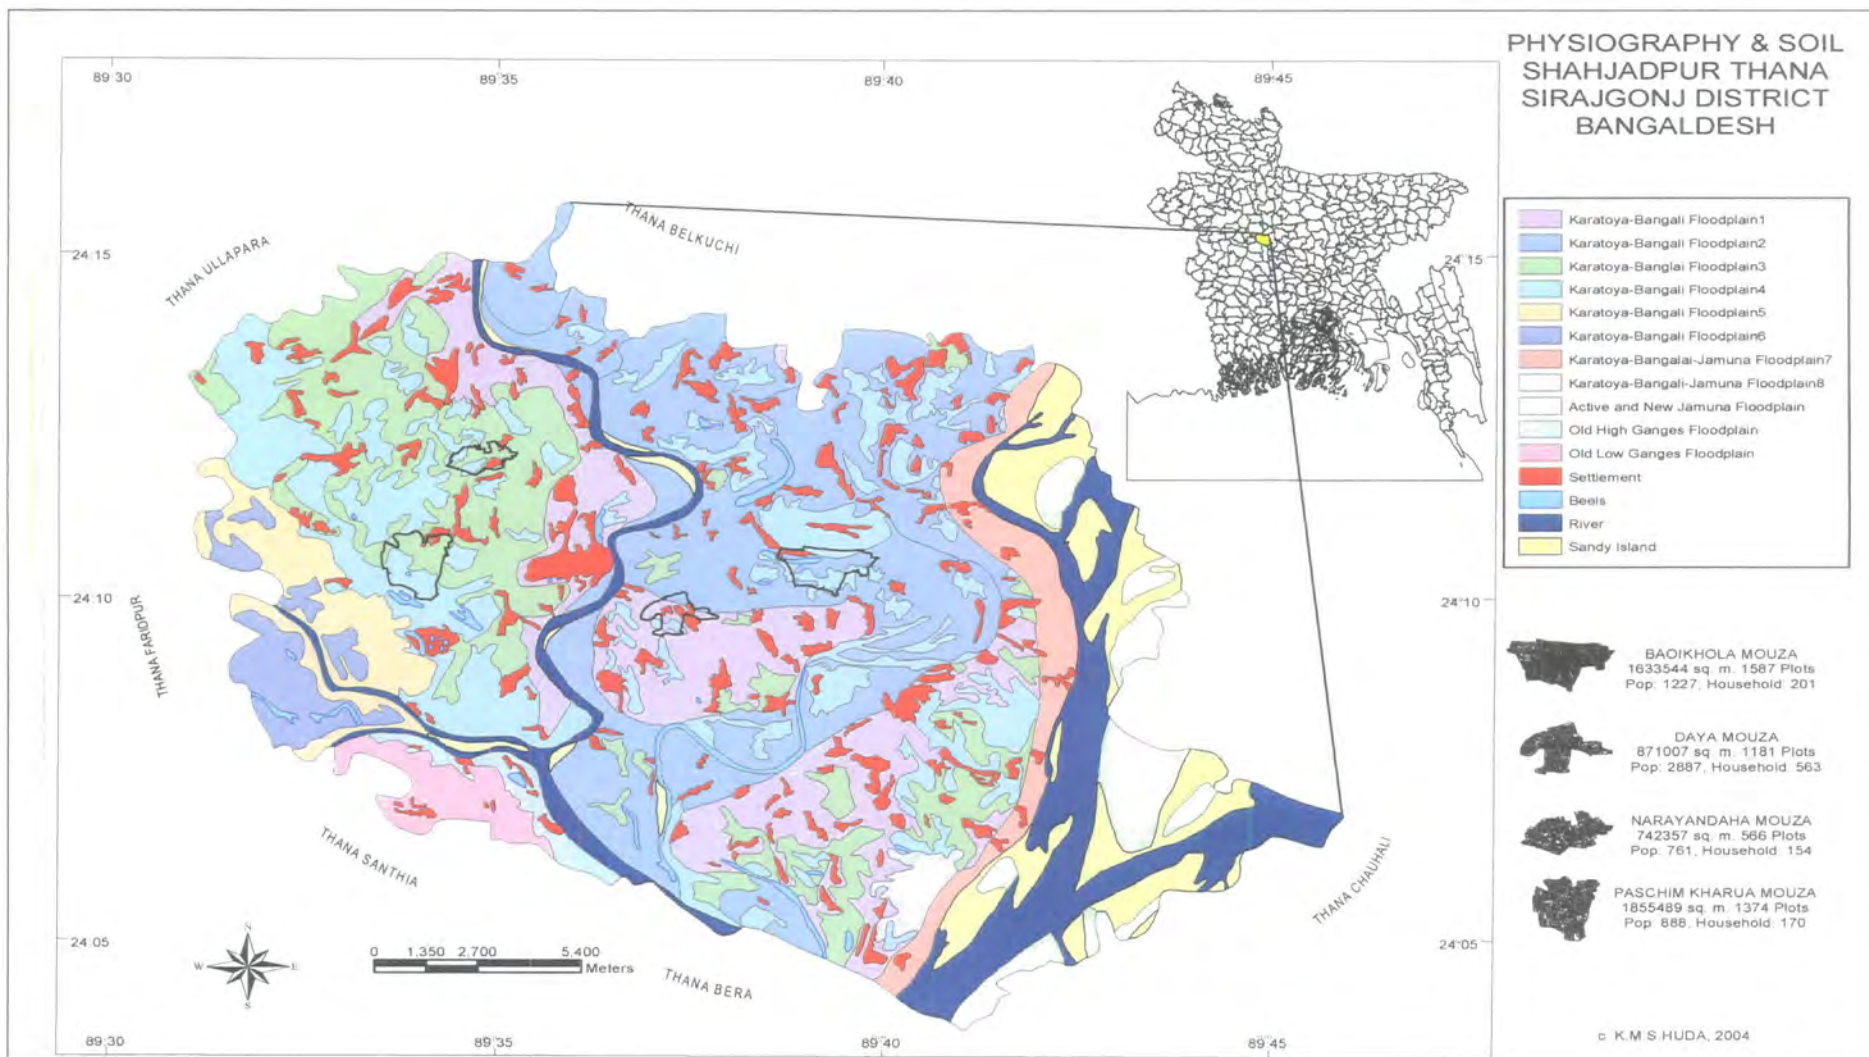 PHYSIOGRAPHY & SOIL
SHAHJADPUR THANA
SIRAJGONJ DISTRICT
BANGALDESH
89:30
89:35
89:40
89:45
THANA BELKUCHI
THANA ULLAPARA
24:15
24°15
Karatoya-Bangali Floodplain1
Karatoya-Bangali Floodplain2
Karatoya-Banglai Floodplain3
Karatoya-Bangali Floodplain4
Karatoya-Bangali Floodplain5
Karatoya-Bangali Floodplain6
Karatoya-Bangalai-Jamuna Floodplain7
Karatoya-Bangali-Jamuna Floodplain8
Active and New Jamuna Floodplain
Old High Ganges Floodplain
Old Low Ganges Floodplain
Settlement
Beels
River
Sandy Island
24:10
24°10
THANA FARIDPUR
BAOIKHOLA MOUZA
1633544 sq. m. 1587 Plots
Pop: 1227, Household: 201
DAYA MOUZA
871007 sq. m. 1181 Plots
Pop: 2887, Household: 563
NARAYANDAHA MOUZA
742357 sq. m. 566 Plots
Pop: 761, Household: 154
PASCHIM KHARUA MOUZA
1855489 sq. m. 1374 Plots
Pop: 888, Household: 170
THANA SANTHIA
THANA CHAUHALI
THANA BERA
24:05
24°05
N
W
E
S
0 1,350 2,700 5,400
Meters
89:30
89:35
89:40
89:45
K.M.S.HUDA, 2004